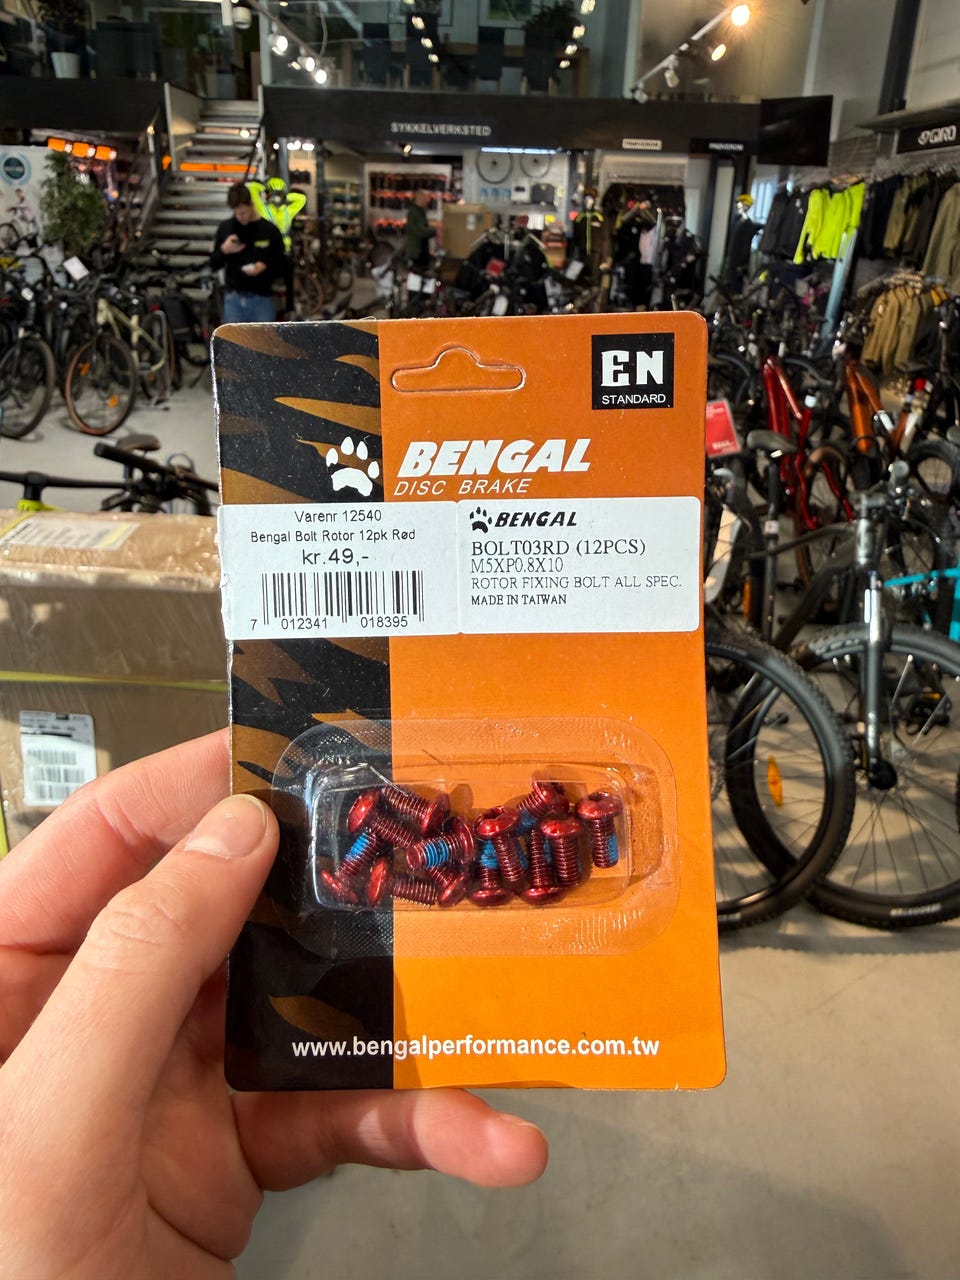 SYKKELVERKSTED
GIRO
EN
STANDARD
BENGAL
DISC BRAKE
Varenr 12540
Bengal Bolt Rotor 12pk Rød
kr.49,-
7 012341 018395
BENGAL
BOLT03RD (12PCS)
M5XP0.8X10
ROTOR FIXING BOLT ALL SPEC.
MADE IN TAIWAN
www.bengalperformance.com.tw